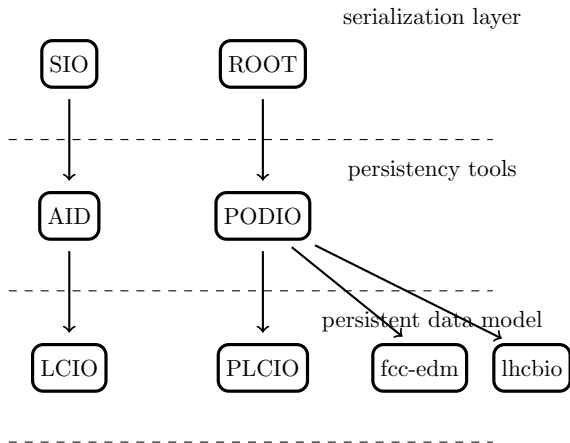 serialization layer
SIO
ROOT
persistency tools
AID
PODIO
persistent data model
LCIO
PLCIO
fcc-edm
lhcbio